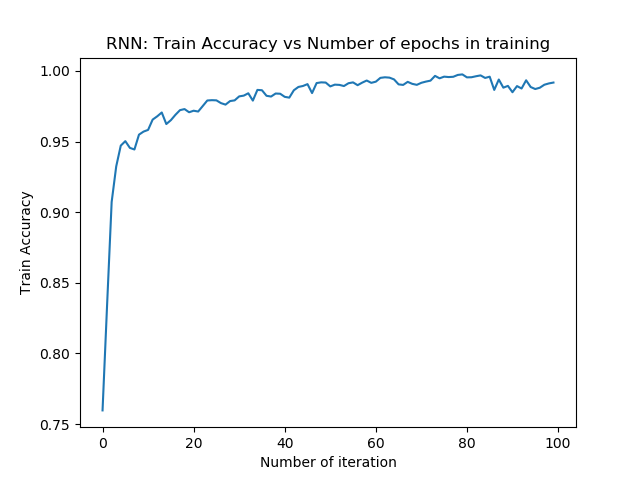 RNN: Train Accuracy vs Number of epochs in training
1.00
0.95
0.90
0.85
0.80
0.75
Train Accuracy
0 20 40 60 80 100
Number of iteration